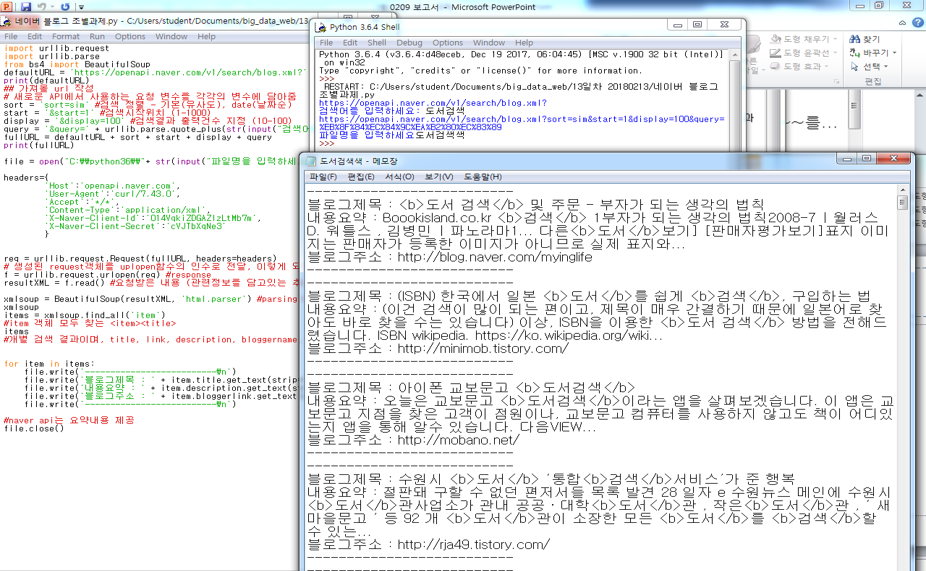 0209 보고서 - Microsoft PowerPoint
네이버 블로그 조별과제.py - C:/Users/student/Documents/big_data_web/13
File Edit Format Run Options Window Help
import urllib.request
import urllib.parse
from bs4 import BeautifulSoup
defaultURL = 'https://openapi.naver.com/v1/search/blog.xml?'
print(defaultURL)
## 가져올 url 작성
# 새로운 API에서 사용하는 요청 변수를 각각의 변수에 담아줌
sort = 'sort=sim' #검색 정렬 - 기본(유사도), date(날짜순)
start = '&start=1' #검색시작위치 (1-1000)
display = '&display=100' #검색결과 출력건수 지정 (10-100)
query = '&query=' + urllib.parse.quote_plus(str(input("검색어
fullURL = defaultURL + sort + start + display + query
print(fullURL)
file = open("C:\\python36\\"+ str(input("파일명을 입력하세
headers={
'Host':'openapi.naver.com',
'User-Agent':'curl/7.43.0',
'Accept':'*/*',
'Content-Type':'application/xml',
req = urllib.request.Request(fullURL, headers=headers)
# 생성된 request객체를 uplopen함수의 인수로 전달, 이렇게 되
f = urllib.request.urlopen(req) #response
resultXML = f.read() #요청받은 내용 (관련정보를 담고있는 추
xmlsoup = BeautifulSoup(resultXML, 'html.parser') #parsing
xmlsoup
items = xmlsoup.find_all('item')
#item 객체 모두 찾는 <item><title>
items
#개별 검색 결과이며, title, link, description, bloggername
for item in items:
file.write('---------------------------\n')
file.write('블로그제목 : ' + item.title.get_text(strip
file.write('내용요약 : ' + item.description.get_text(s
file.write('블로그주소 : ' + item.bloggerlink.get_text
file.write('---------------------------\n')
#naver api는 요약내용 제공
file.close()
Python 3.6.4 Shell
File Edit Shell Debug Options Window Help
Python 3.6.4 (v3.6.4:d48eceb, Dec 19 2017, 06:04:45) [MSC v.1900 32 bit (Intel)]
on win32
Type "copyright", "credits" or "license()" for more information.
>>>
RESTART: C:/Users/student/Documents/big_data_web/13일차 20180213/네이버 블로그
조별과제.py
https://openapi.naver.com/v1/search/blog.xml?
검색어를 입력하세요: 도서검색
https://openapi.naver.com/v1/search/blog.xml?sort=sim&start=1&display=100&query=
%EB%8F%84%EC%84%9C%EA%B2%80%EC%83%89
파일명을 입력하세요도서검색색
>>>
도형 채우기
도형 윤곽선
도형 효과
찾기
바꾸기
선택
편집
~~를...
도서검색색 - 메모장
파일(F) 편집(E) 서식(O) 보기(V) 도움말(H)
---------------------------
블로그제목 : <b>도서 검색</b> 및 주문 - 부자가 되는 생각의 법칙
내용요약 : Boookisland.co.kr <b>검색</b> 1부자가 되는 생각의 법칙2008-7 | 월러스
D. 워틀스 , 김병민 | 파노라마1... 다른<b>도서</b>보기] [판매자평가보기]표지 이미
지는 판매자가 등록한 이미지가 아니므로 실제 표지와...
블로그주소 : http://blog.naver.com/myinglife
---------------------------
---------------------------
블로그제목 : (ISBN) 한국에서 일본 <b>도서</b>를 쉽게 <b>검색</b>, 구입하는 법
내용요약 : (이건 검색이 많이 되는 편이고, 제목이 매우 간결하기 때문에 일본어로 찾
아도 바로 찾을 수는 있습니다) 이상, ISBN을 이용한 <b>도서 검색</b> 방법을 전해드
렸습니다. ISBN wikipedia. https://ko.wikipedia.org/wiki...
블로그주소 : http://minimob.tistory.com/
---------------------------
---------------------------
블로그제목 : 아이폰 교보문고 <b>도서검색</b>
내용요약 : 오늘은 교보문고 <b>도서검색</b>이라는 앱을 살펴보겠습니다. 이 앱은 교
보문고 지점을 찾은 고객이 점원이나, 교보문고 컴퓨터를 사용하지 않고도 책이 어디있
는지 앱을 통해 알수 있습니다. 다음VIEW...
블로그주소 : http://mobano.net/
---------------------------
---------------------------
블로그제목 : 수원시 <b>도서</b> '통합<b>검색</b>서비스'가 준 행복
내용요약 : 절판돼 구할 수 없던 편저서들 목록 발견 28 일자 e 수원뉴스 메인에 수원시
<b>도서</b>관사업소가 관내 공공·대학<b>도서</b>관 , 작은<b>도서</b>관 , ' 새
마을문고 ' 등 92 개 <b>도서</b>관이 소장한 모든 <b>도서</b>를 <b>검색</b>할
수 있는...
블로그주소 : http://rja49.tistory.com/
---------------------------
---------------------------